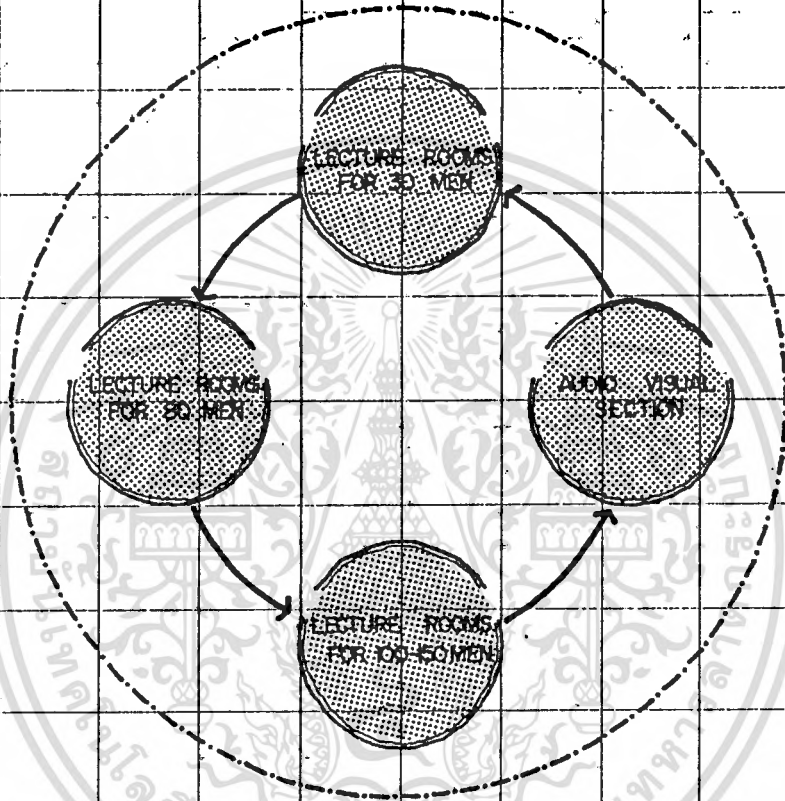 LECTURE ROOMS
FOR 30 MEN
LECTURE ROOMS
FOR 80 MEN
AUDIO VISUAL
SECTION
LECTURE ROOMS
FOR 100-150 MEN